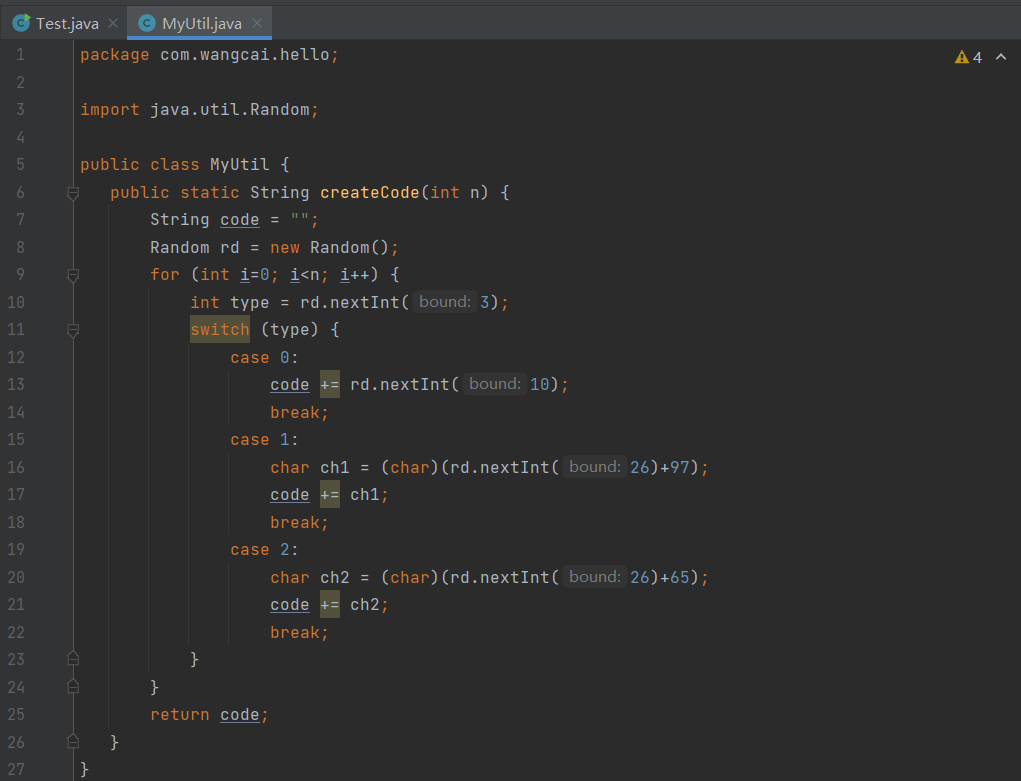 Test.java × MyUtil.java ×
1 package com.wangcai.hello; 4
2
3 import java.util.Random;
4
5 public class MyUtil {
6 public static String createCode(int n) {
7 String code = "";
8 Random rd = new Random();
9 for (int i=0; i<n; i++) {
10 int type = rd.nextInt( bound: 3);
11 switch (type) {
12 case 0:
13 code += rd.nextInt( bound: 10);
14 break;
15 case 1:
16 char ch1 = (char)(rd.nextInt( bound: 26)+97);
17 code += ch1;
18 break;
19 case 2:
20 char ch2 = (char)(rd.nextInt( bound: 26)+65);
21 code += ch2;
22 break;
23 }
24 }
25 return code;
26 }
27 }